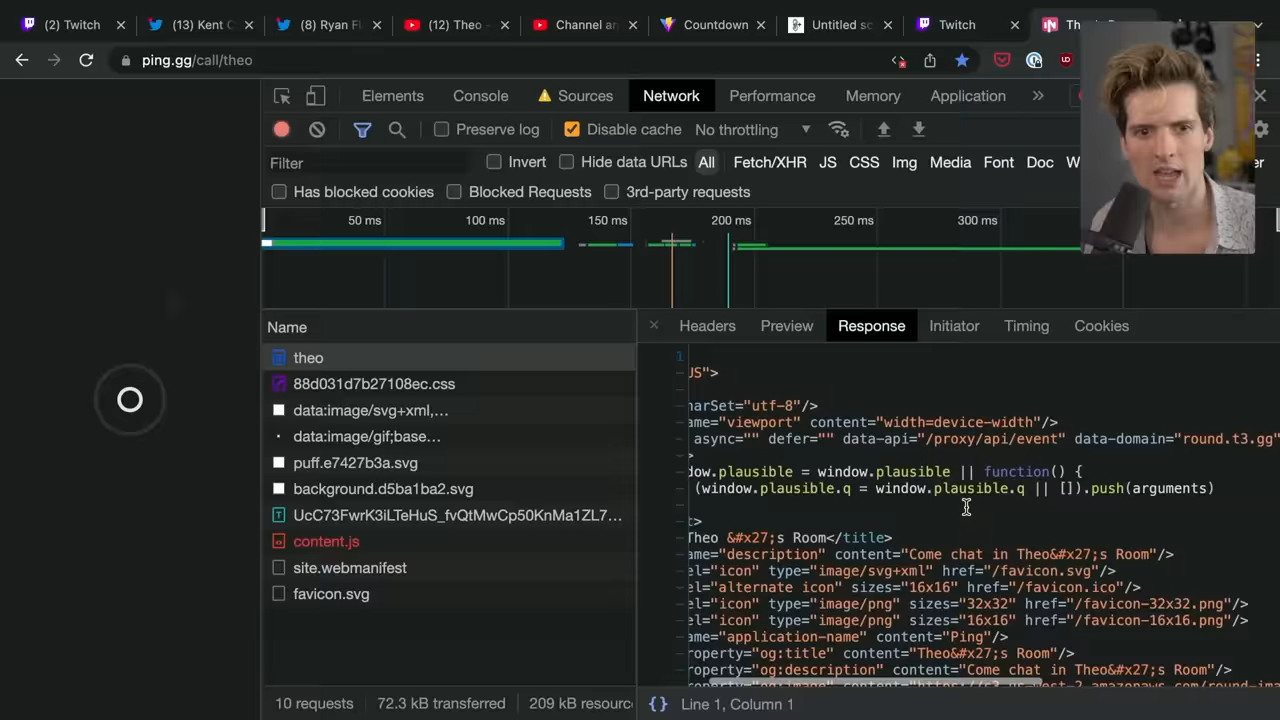 (2) Twitch
(13) Kent C
(8) Ryan Fl
(12) Theo -
Channel an
Countdown
Untitled sc
Twitch
ping.gg/call/theo
Elements
Console
Sources
Network
Performance
Memory
Application
Preserve log
Disable cache
No throttling
Filter
Invert
Hide data URLs
All
Fetch/XHR
JS
CSS
Img
Media
Font
Doc
W
er
Has blocked cookies
Blocked Requests
3rd-party requests
50 ms
100 ms
150 ms
200 ms
250 ms
300 ms
Name
Headers
Preview
Response
Initiator
Timing
Cookies
theo
88d031d7b27108ec.css
data:image/svg+xml,…
data:image/gif;base…
puff.e7427b3a.svg
background.d5ba1ba2.svg
UcC73FwrK3iLTeHuS_fvQtMwCp50KnMa1ZL7…
content.js
site.webmanifest
favicon.svg
1
JS">
narSet="utf-8"/>
ame="viewport" content="width=device-width"/>
async="" defer="" data-api="/proxy/api/event" data-domain="round.t3.gg"
>
dow.plausible = window.plausible || function() {
(window.plausible.q = window.plausible.q || []).push(arguments)
t>
Theo &#x27;s Room</title>
ame="description" content="Come chat in Theo&#x27;s Room"/>
el="icon" type="image/svg+xml" href="/favicon.svg"/>
el="alternate icon" sizes="16x16" href="/favicon.ico"/>
el="icon" type="image/png" sizes="32x32" href="/favicon-32x32.png"/>
el="icon" type="image/png" sizes="16x16" href="/favicon-16x16.png"/>
ame="application-name" content="Ping"/>
roperty="og:title" content="Theo&#x27;s Room"/>
roperty="og:description" content="Come chat in Theo&#x27;s Room"/>
10 requests
72.3 kB transferred
209 kB resourc
{} Line 1, Column 1